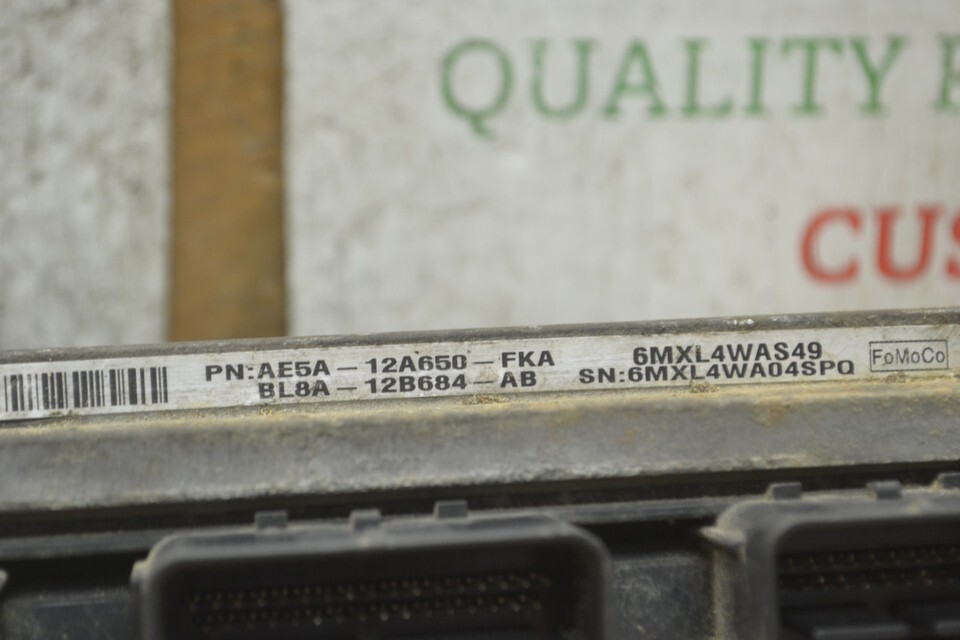 QUALITY
CUS
PN:AE5A-12A650-FKA
BL8A-12B684-AB
6MXL4WAS49
SN:6MXL4WA04SPQ
FoMoCo